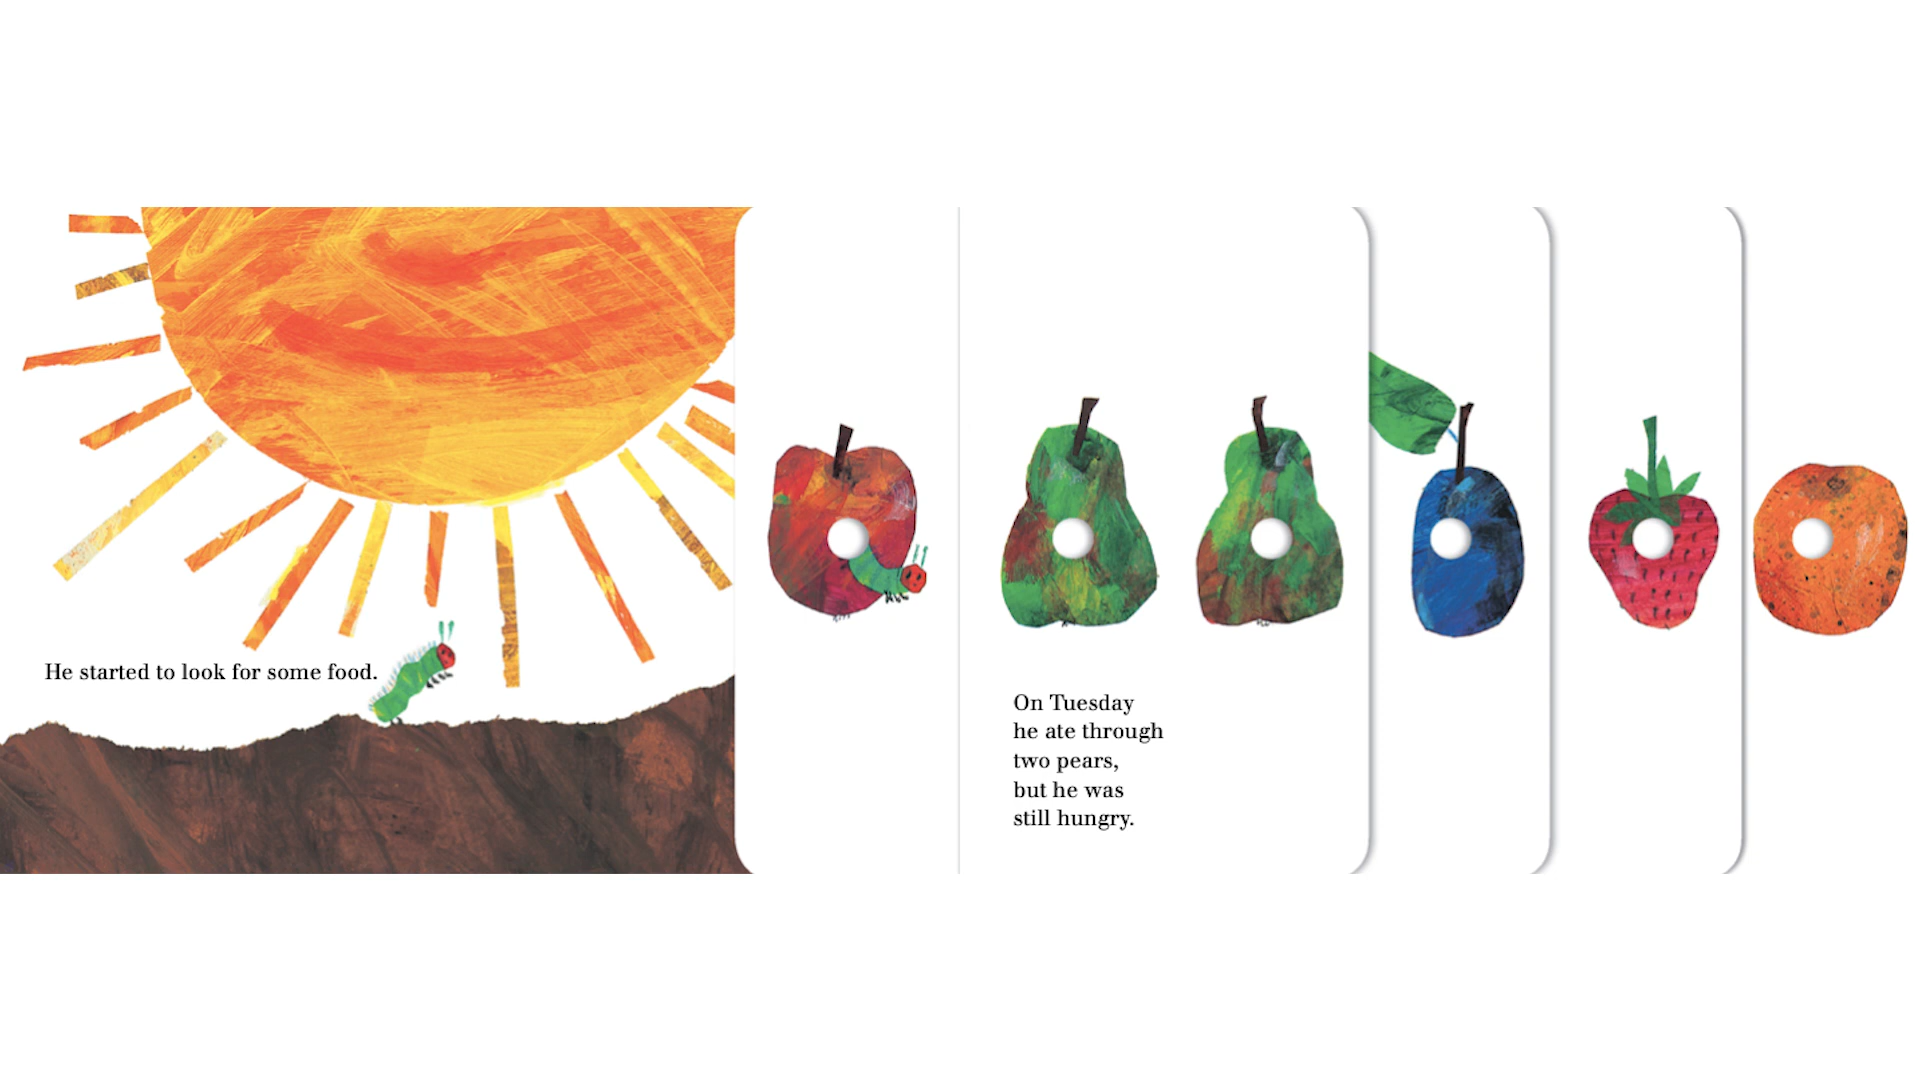 He started to look for some food.
On Tuesday
he ate through
two pears,
but he was
still hungry.